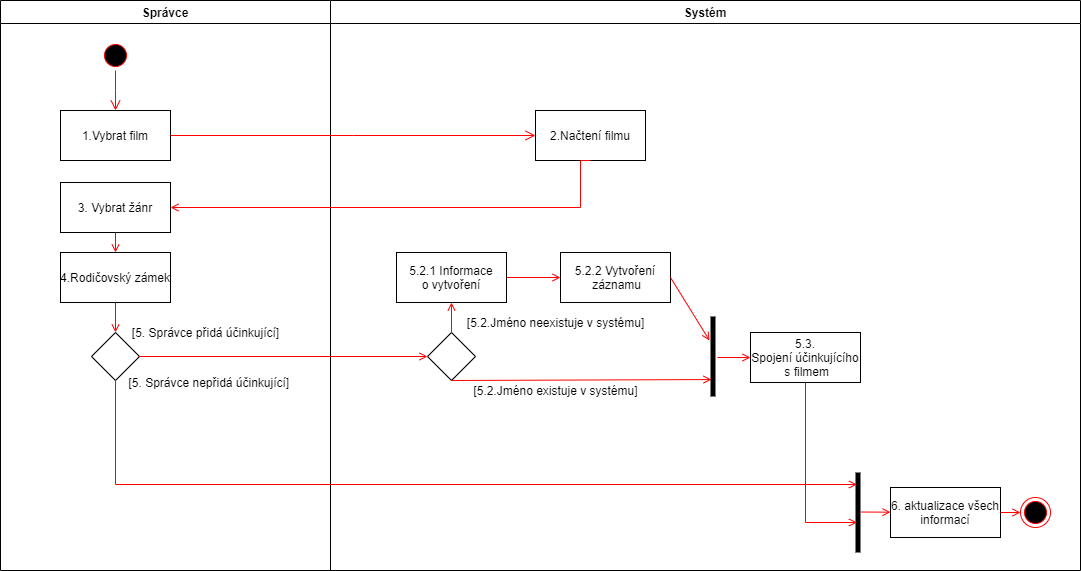 Správce
Systém
1.Vybrat film
2.Načtení filmu
3. Vybrat žánr
4.Rodičovský zámek
5.2.1 Informace
o vytvoření
5.2.2 Vytvoření
záznamu
[5. Správce přidá účinkující]
[5.2.Jméno neexistuje v systému]
5.3.
Spojení účinkujícího
s filmem
[5. Správce nepřidá účinkující]
[5.2.Jméno existuje v systému]
6. aktualizace všech
informací